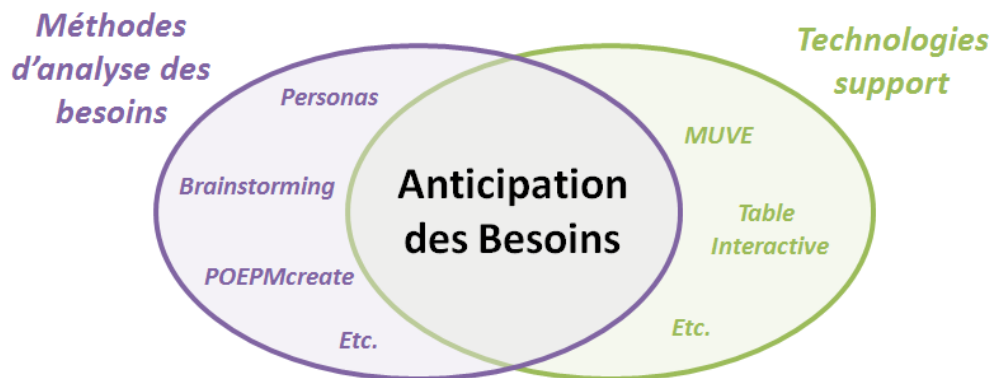 Méthodes
d'analyse des
besoins
Technologies
support
Personas
Brainstorming
POEPMcreate
Etc.
Anticipation
des Besoins
MUVE
Table
Interactive
Etc.